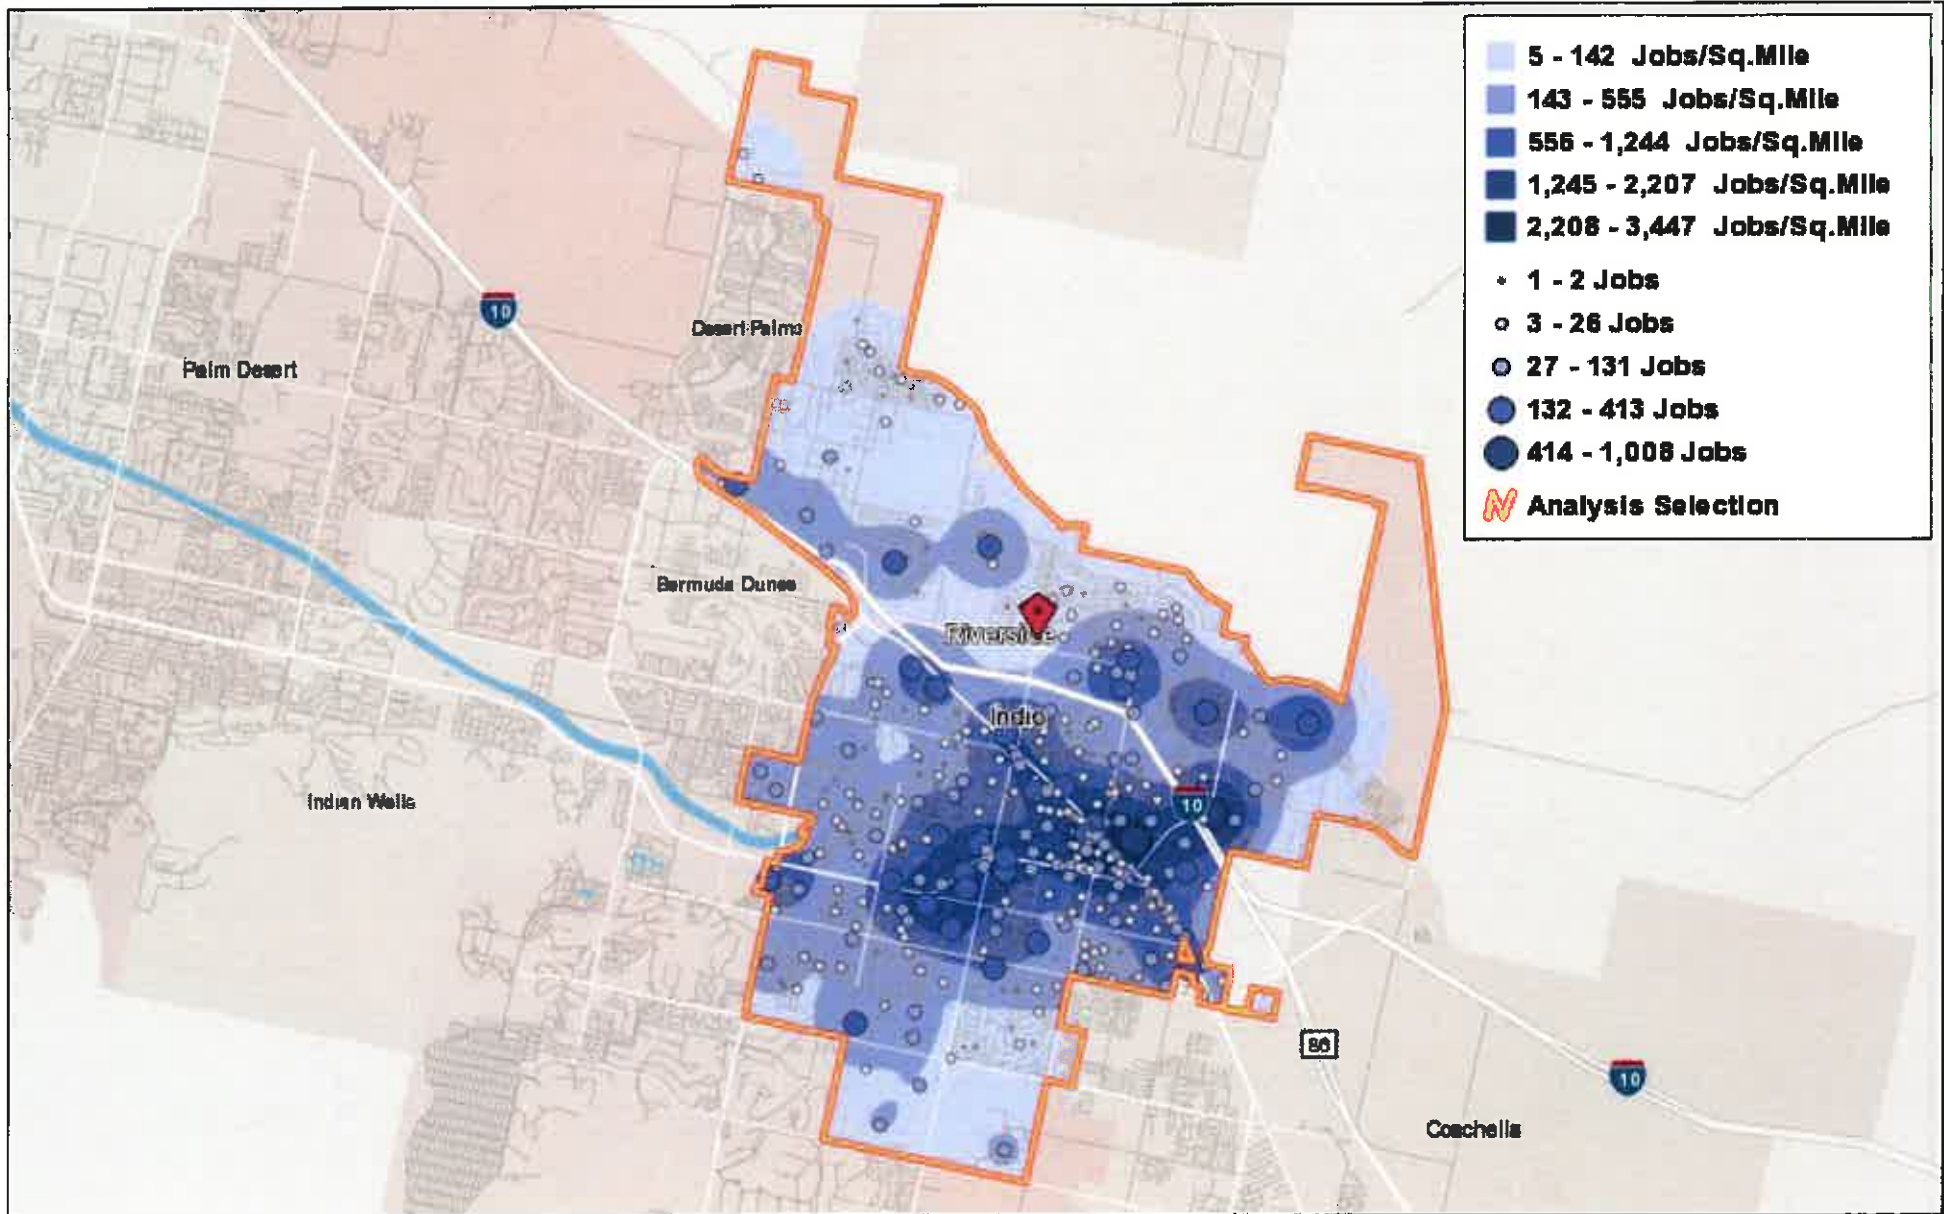 5 - 142 Jobs/Sq.Mile
143 - 555 Jobs/Sq.Mile
556 - 1,244 Jobs/Sq.Mile
1,245 - 2,207 Jobs/Sq.Mile
2,208 - 3,447 Jobs/Sq.Mile
1 - 2 Jobs
3 - 26 Jobs
27 - 131 Jobs
132 - 413 Jobs
414 - 1,008 Jobs
Analysis Selection
10
Desert Palms
Palm Desert
Bermuda Dunes
Indio
Indian Wells
10
86
10
Coachella